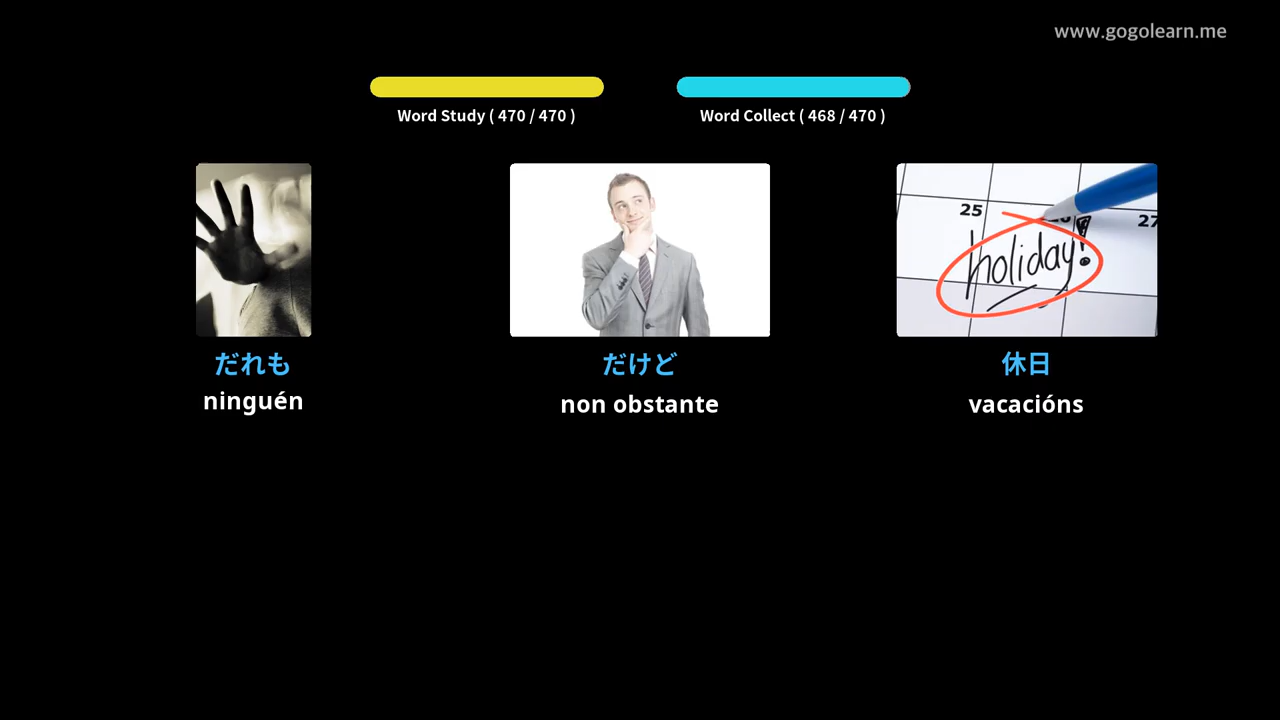 www.gogolearn.me
Word Study ( 470 / 470 )
Word Collect ( 468 / 470 )
25
27
holiday!
だれも
だけど
休日
ninguén
non obstante
vacacións